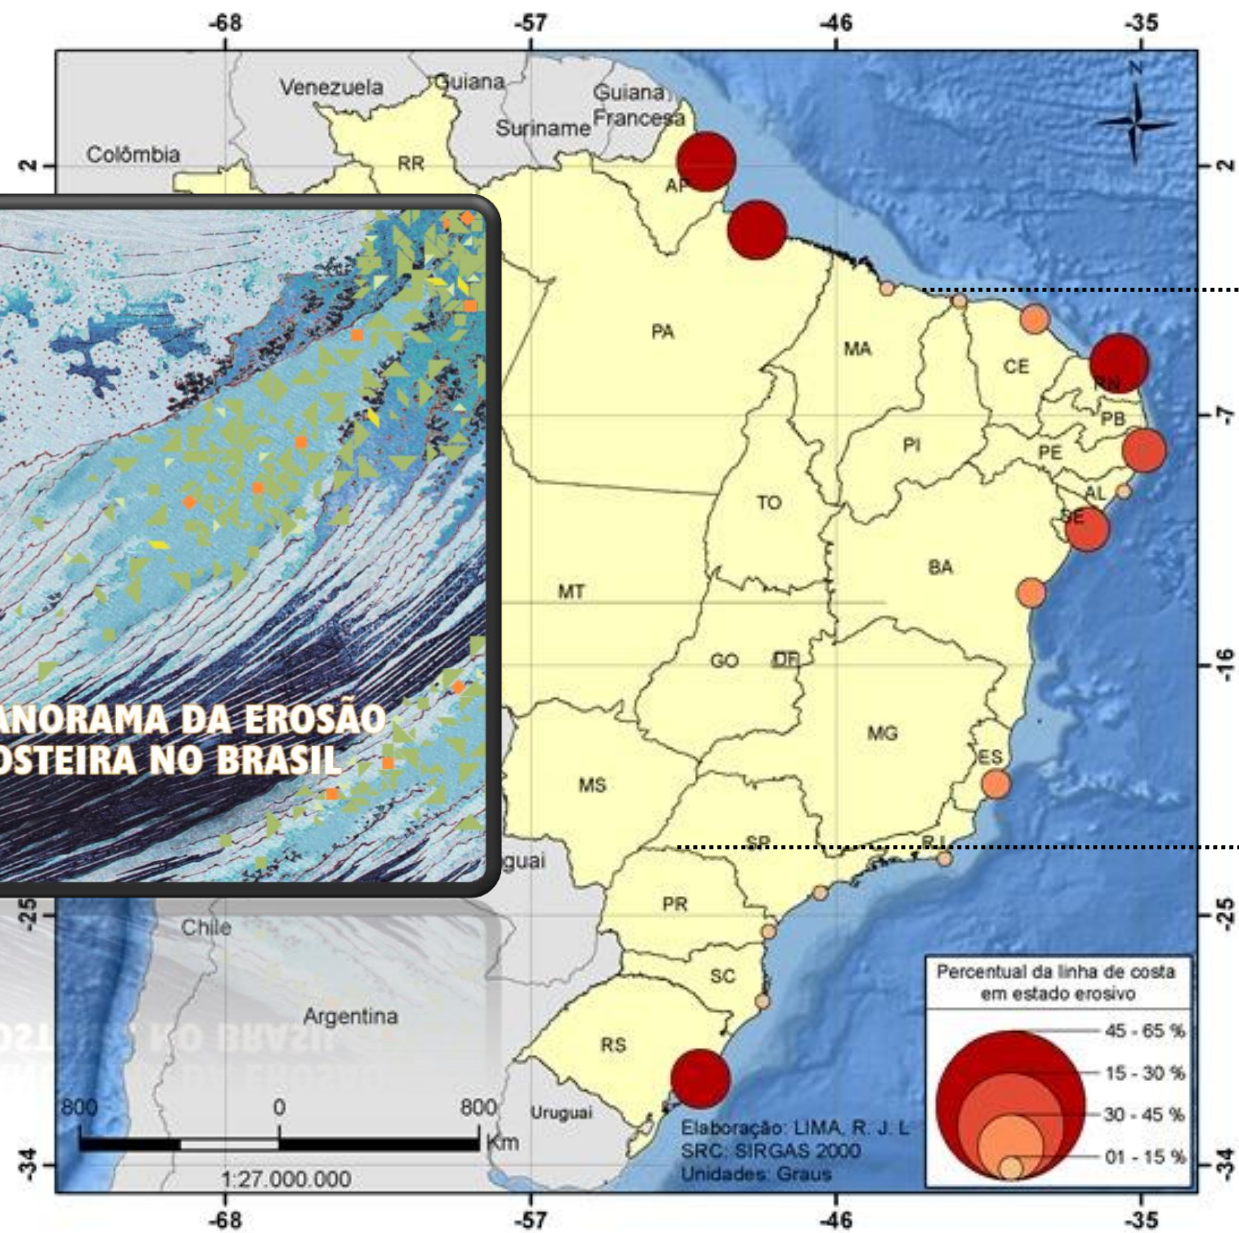 -68 -57 -46 -35
Venezuela
Guiana
Guiana
Francesa
Suriname
Colômbia
N
2
2
RR
AP
PA
MA
CE
RN
PB
PI
PE
AL
SE
TO
BA
MT
GO
DF
MG
ES
MS
SP
RJ
PR
SC
RS
-7
-16
-25
-25
-34
-34
ANORAMA DA EROSÃO
OSTEIRA NO BRASIL
guai
Chile
Argentina
Uruguai
800 0 800
Km
1:27.000.000
Elaboração: LIMA. R. J. L
SRC: SIRGAS 2000
Unidades: Graus
Percentual da linha de costa
em estado erosivo
45 - 65 %
15 - 30 %
30 - 45 %
01 - 15 %
-68 -57 -46 -35